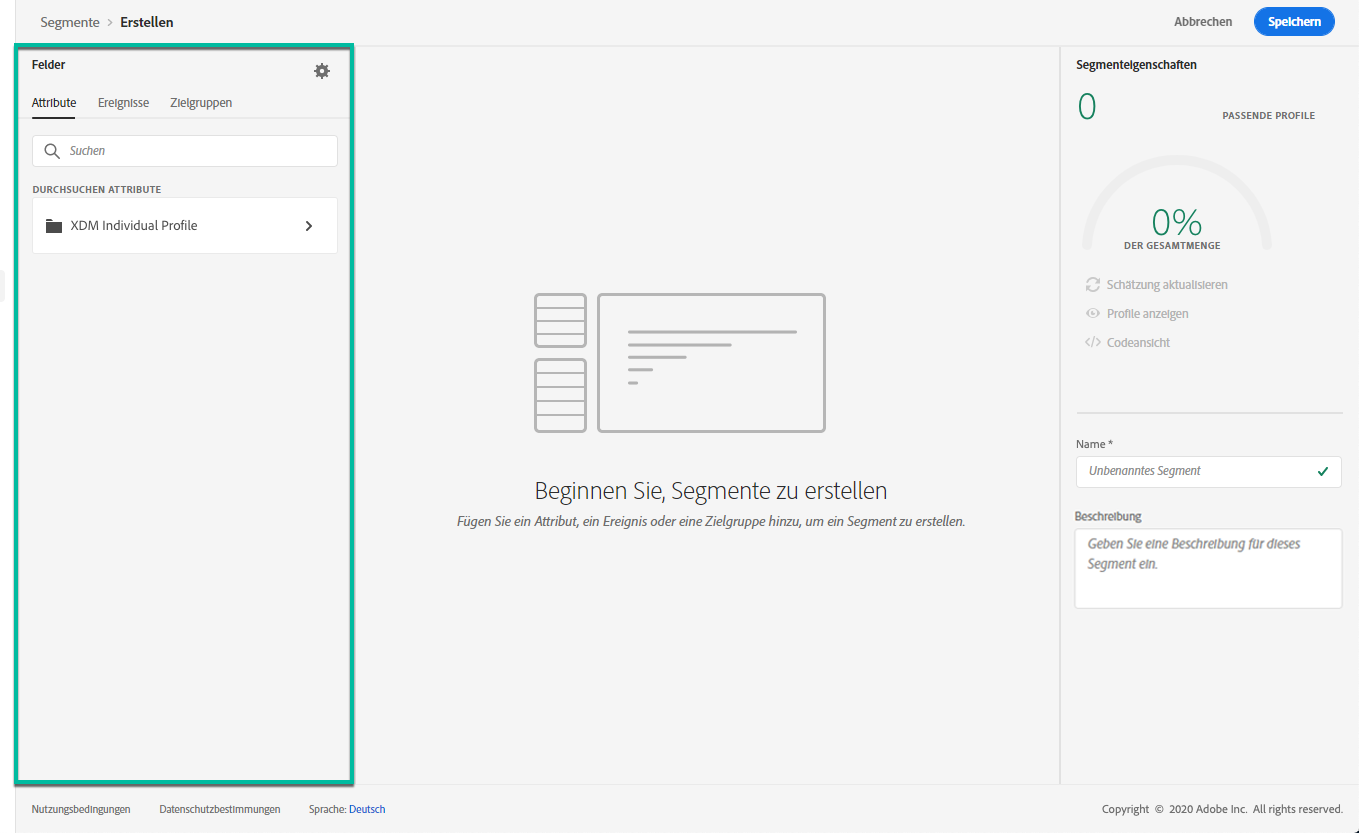 Segmente > Erstellen
Abbrechen
Speichern
Felder
Attribute Ereignisse Zielgruppen
Suchen
DURCHSUCHEN ATTRIBUTE
XDM Individual Profile
Beginnen Sie, Segmente zu erstellen
Fügen Sie ein Attribut, ein Ereignis oder eine Zielgruppe hinzu, um ein Segment zu erstellen.
Segmenteigenschaften
0
PASSENDE PROFILE
0%
DER GESAMTMENGE
Schätzung aktualisieren
Profile anzeigen
</> Codeansicht
Name *
Unbenanntes Segment
Beschreibung
Geben Sie eine Beschreibung für dieses
Segment ein.
Nutzungsbedingungen Datenschutzbestimmungen Sprache: Deutsch
Copyright © 2020 Adobe Inc. All rights reserved.